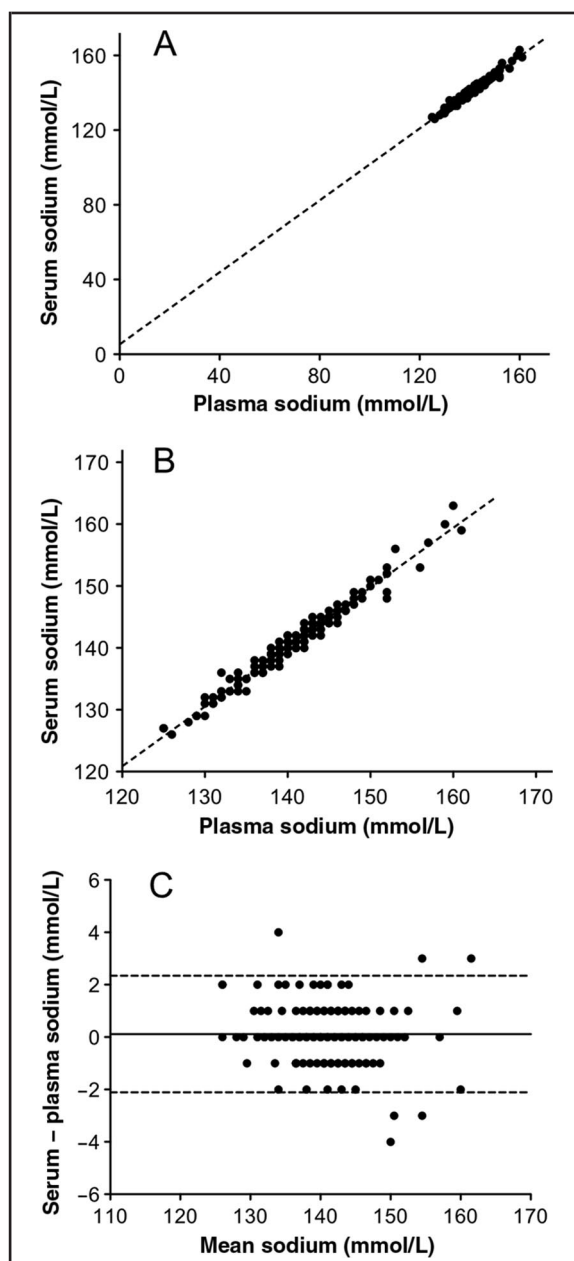 A
160
120
80
40
0
0 40 80 120 160
Serum sodium (mmol/L)
Plasma sodium (mmol/L)
B
170
160
150
140
130
120
120 130 140 150 160 170
Serum sodium (mmol/L)
Plasma sodium (mmol/L)
C
6
4
2
0
−2
−4
−6
110 120 130 140 150 160 170
Serum – plasma sodium (mmol/L)
Mean sodium (mmol/L)